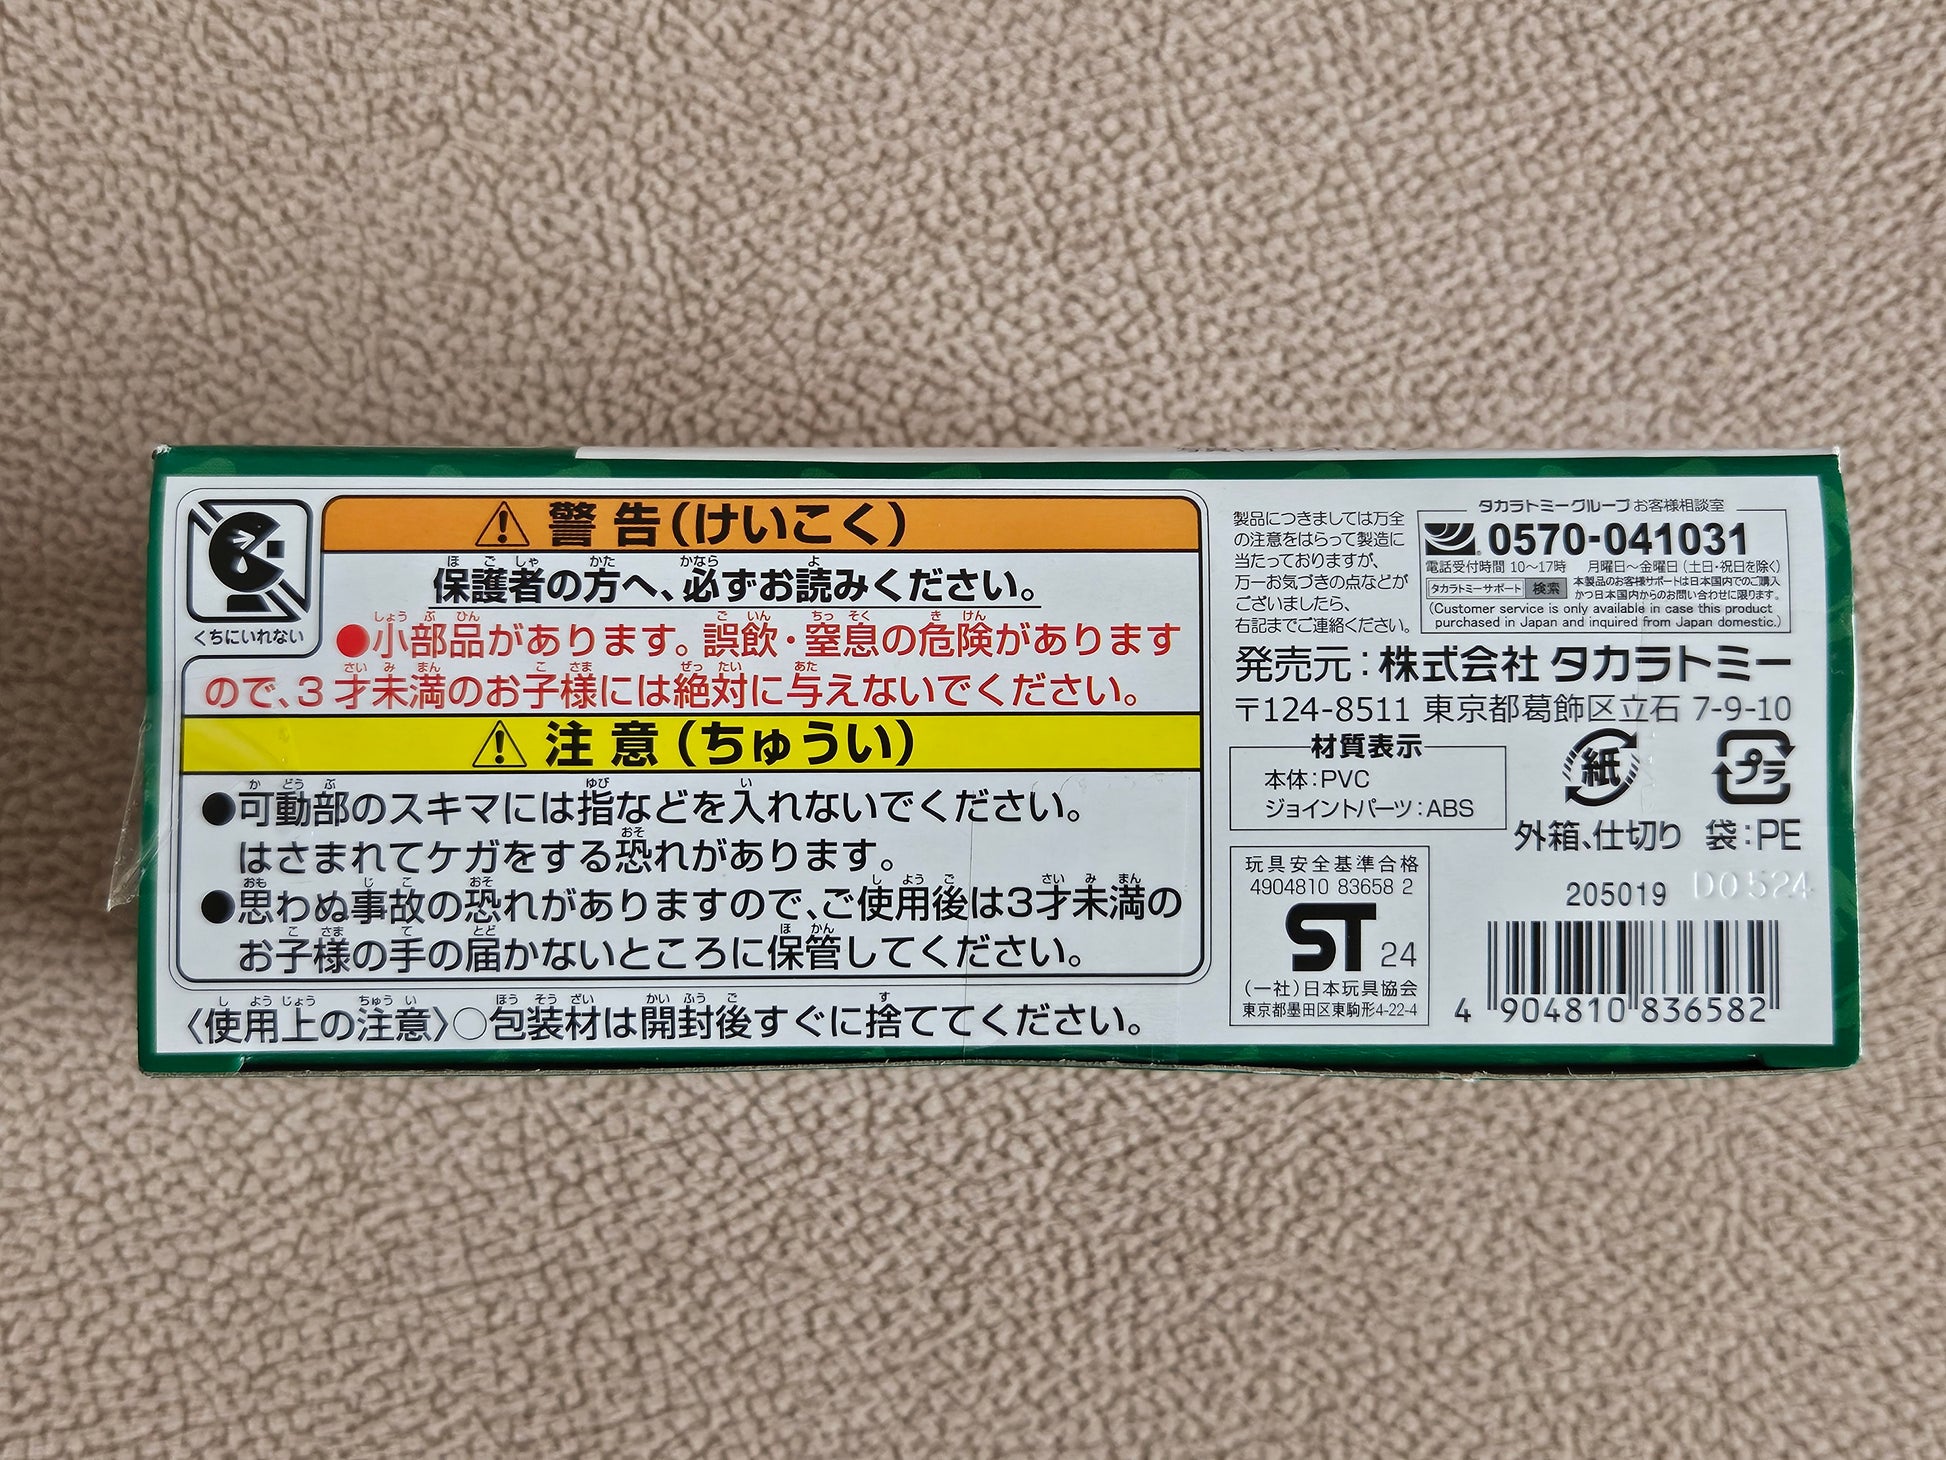 くちにいれない
警告(けいこく)
保護者の方へ、必ずお読みください。
●小部品があります。誤飲・窒息の危険があります
ので、3才未満のお子様には絶対に与えないでください。
注意(ちゅうい)
●可動部のスキマには指などを入れないでください。
はさまれてケガをする恐れがあります。
●思わぬ事故の恐れがありますので、ご使用後は3才未満の
お子様の手の届かないところに保管してください。
〈使用上の注意〉○包装材は開封後すぐに捨ててください。
製品につきましては万全
の注意をはらって製造に
当たっておりますが、
万一お気づきの点などが
ございましたら、
右記までご連絡ください。
タカラトミーグループお客様相談室
0570-041031
電話受付時間 10〜17時 月曜日〜金曜日(土日・祝日を除く)
タカラトミーサポート 検索
本製品のお客様サポートは日本国内でのご購入
かつ日本国内からのお問い合わせに限ります。
(Customer service is only available in case this product
purchased in Japan and inquired from Japan domestic.)
発売元:株式会社 タカラトミー
〒124-8511 東京都葛飾区立石 7-9-10
材質表示
本体:PVC
ジョイントパーツ:ABS
紙
外箱、仕切り
プラ
袋:PE
玩具安全基準合格
4904810 83658 2
ST 24
(一社)日本玩具協会
東京都墨田区東駒形4-22-4
205019
D0524
4 904810 836582